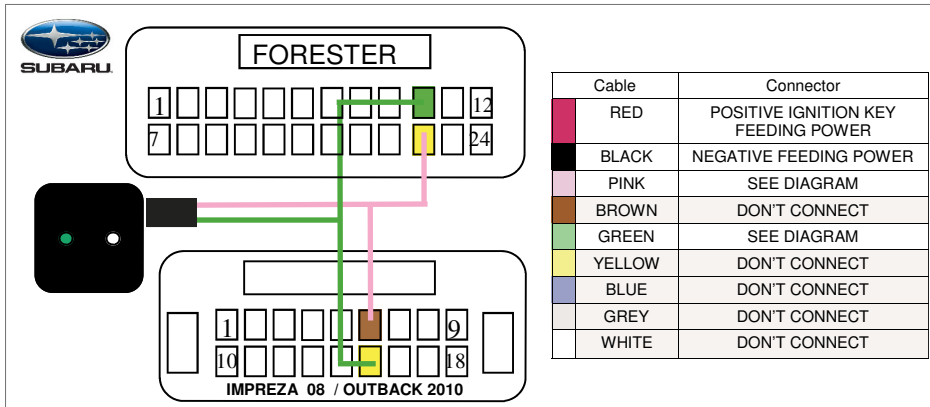 SUBARU.
FORESTER
1 12
7 24
1 9
10 18
IMPREZA 08 / OUTBACK 2010
Cable Connector
RED POSITIVE IGNITION KEY
FEEDING POWER
BLACK NEGATIVE FEEDING POWER
PINK SEE DIAGRAM
BROWN DON'T CONNECT
GREEN SEE DIAGRAM
YELLOW DON'T CONNECT
BLUE DON'T CONNECT
GREY DON'T CONNECT
WHITE DON'T CONNECT